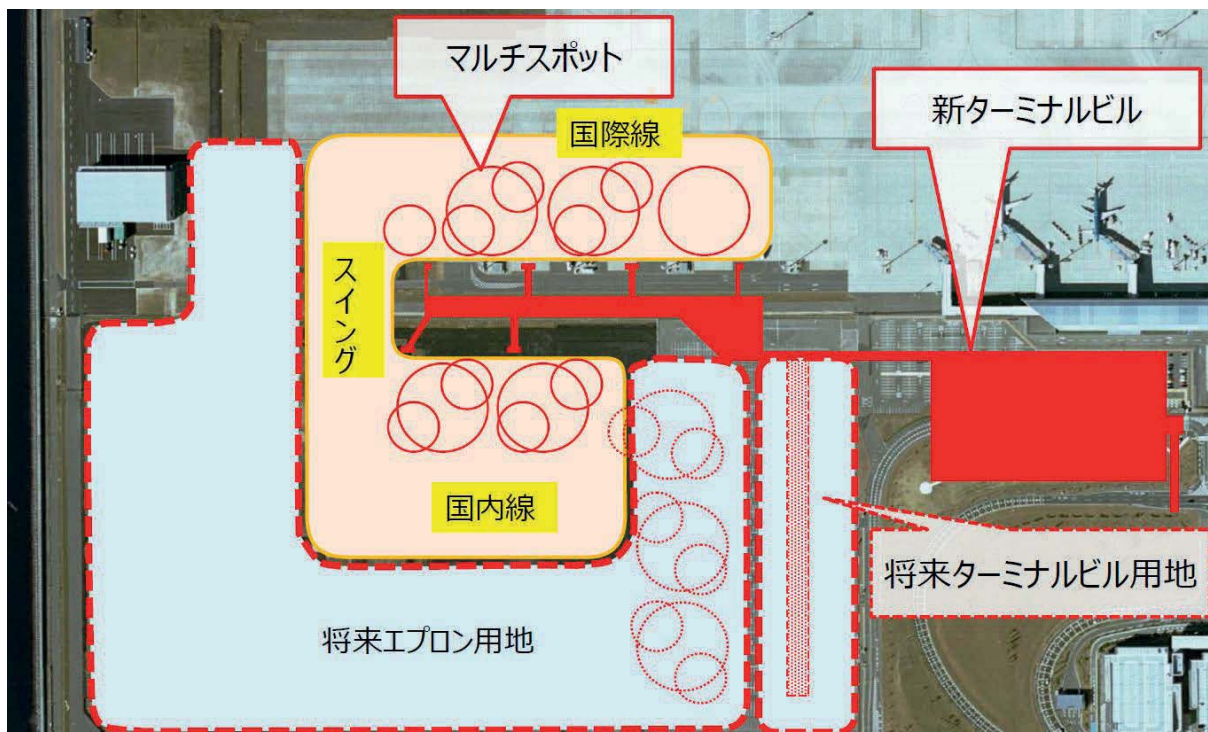 マルチスポット
新ターミナルビル
国際線
スイング
国内線
将来ターミナルビル用地
将来エプロン用地